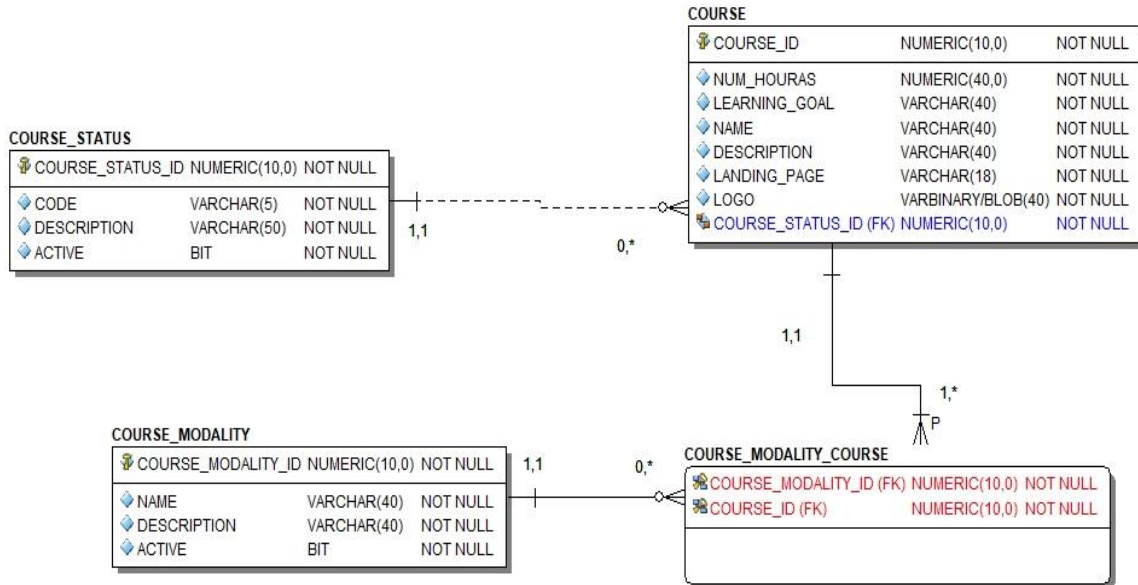 COURSE
COURSE_ID NUMERIC(10,0) NOT NULL
NUM_HOURAS NUMERIC(40,0) NOT NULL
LEARNING_GOAL VARCHAR(40) NOT NULL
NAME VARCHAR(40) NOT NULL
DESCRIPTION VARCHAR(40) NOT NULL
LANDING_PAGE VARCHAR(18) NOT NULL
LOGO VARBINARY/BLOB(40) NOT NULL
COURSE_STATUS_ID (FK) NUMERIC(10,0) NOT NULL
COURSE_STATUS
COURSE_STATUS_ID NUMERIC(10,0) NOT NULL
CODE VARCHAR(5) NOT NULL
DESCRIPTION VARCHAR(50) NOT NULL
ACTIVE BIT NOT NULL
1,1
0,*
1,1
1,*
P
COURSE_MODALITY
COURSE_MODALITY_ID NUMERIC(10,0) NOT NULL
NAME VARCHAR(40) NOT NULL
DESCRIPTION VARCHAR(40) NOT NULL
ACTIVE BIT NOT NULL
1,1
0,*
COURSE_MODALITY_COURSE
COURSE_MODALITY_ID (FK) NUMERIC(10,0) NOT NULL
COURSE_ID (FK) NUMERIC(10,0) NOT NULL